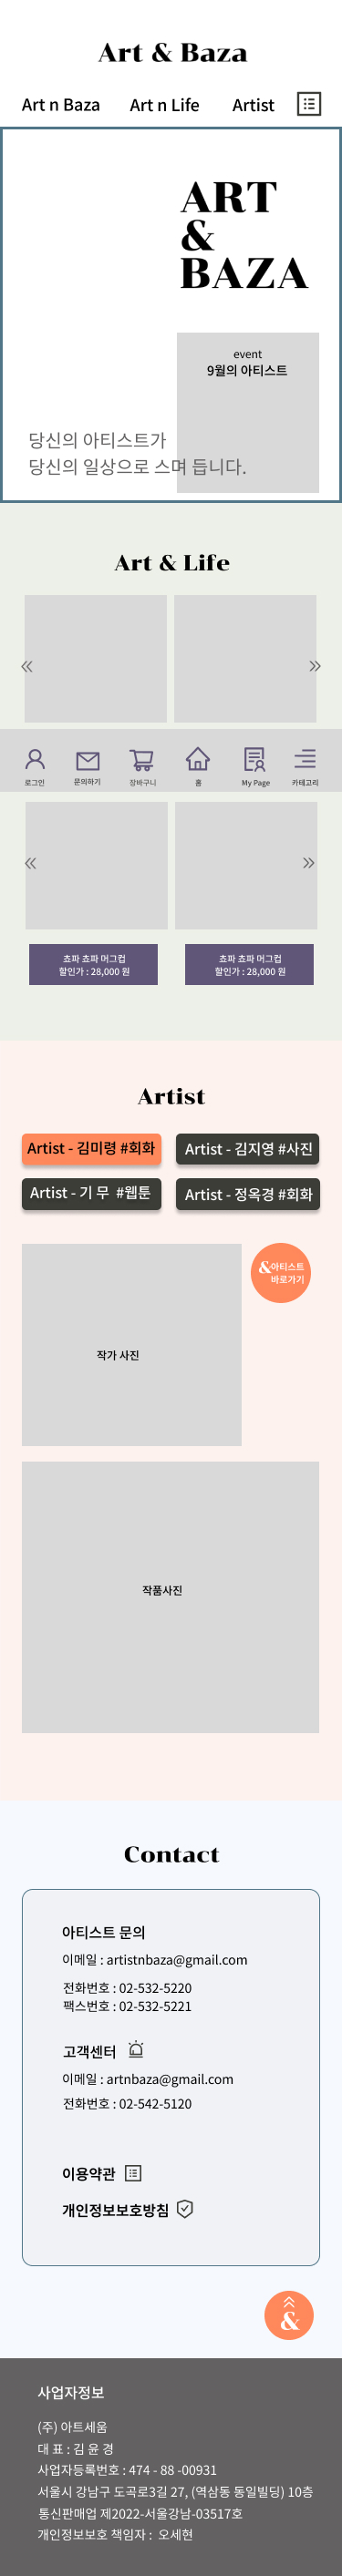 Art & Baza
Art n Baza
Art n Life
Artist
ART
&
BAZA
event
9월의 아티스트
당신의 아티스트가
당신의 일상으로 스며 듭니다.
Art & Life
로그인
문의하기
장바구니
홈
My Page
카테고리
쵸파 쵸파 머그컵
할인가 : 28,000 원
쵸파 쵸파 머그컵
할인가 : 28,000 원
Artist
Artist - 김미령 #회화
Artist - 김지영 #사진
Artist - 기 무 #웹툰
Artist - 정옥경 #회화
&아티스트
바로가기
작가 사진
작품사진
Contact
아티스트 문의
이메일 : artistnbaza@gmail.com
전화번호 : 02-532-5220
팩스번호 : 02-532-5221
고객센터
이메일 : artnbaza@gmail.com
전화번호 : 02-542-5120
이용약관
개인정보보호방침
&
사업자정보
(주) 아트세움
대 표 : 김 윤 경
사업자등록번호 : 474 - 88 -00931
서울시 강남구 도곡로3길 27, (역삼동 동일빌딩) 10층
통신판매업 제2022-서울강남-03517호
개인정보보호 책임자 : 오세현